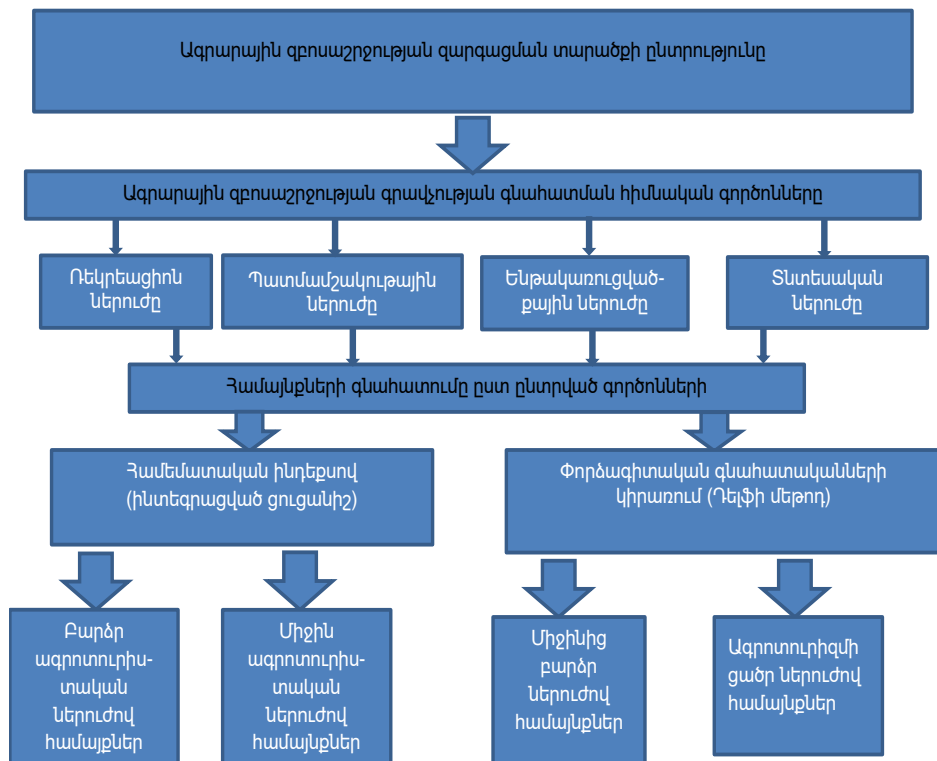 Ագրարային զբոսաշրջության զարգացման տարածքի ընտրությունը
Ագրարային զբոսաշրջության գրավչության գնահատման հիմնական գործոնները
Ռեկրեացիոն
ներուժը
Պատմամշակութային
ներուժը
Ենթակառուցված-
քային ներուժը
Տնտեսական
ներուժը
Համայնքների գնահատումը ըստ ընտրված գործոնների
Համեմատական ինդեքսով
(ինտեգրացված ցուցանիշ)
Փորձագիտական գնահատականների
կիրառում (Դելֆի մեթոդ)
Բարձր
ագրոտուրիս-
տական
ներուժով
համայքներ
Միջին
ագրոտուրիս-
տական
ներուժով
համայնքներ
Միջինից
բարձր
ներուժով
համայնքներ
Ագրոտուրիզմի
ցածր ներուժով
համայնքներ